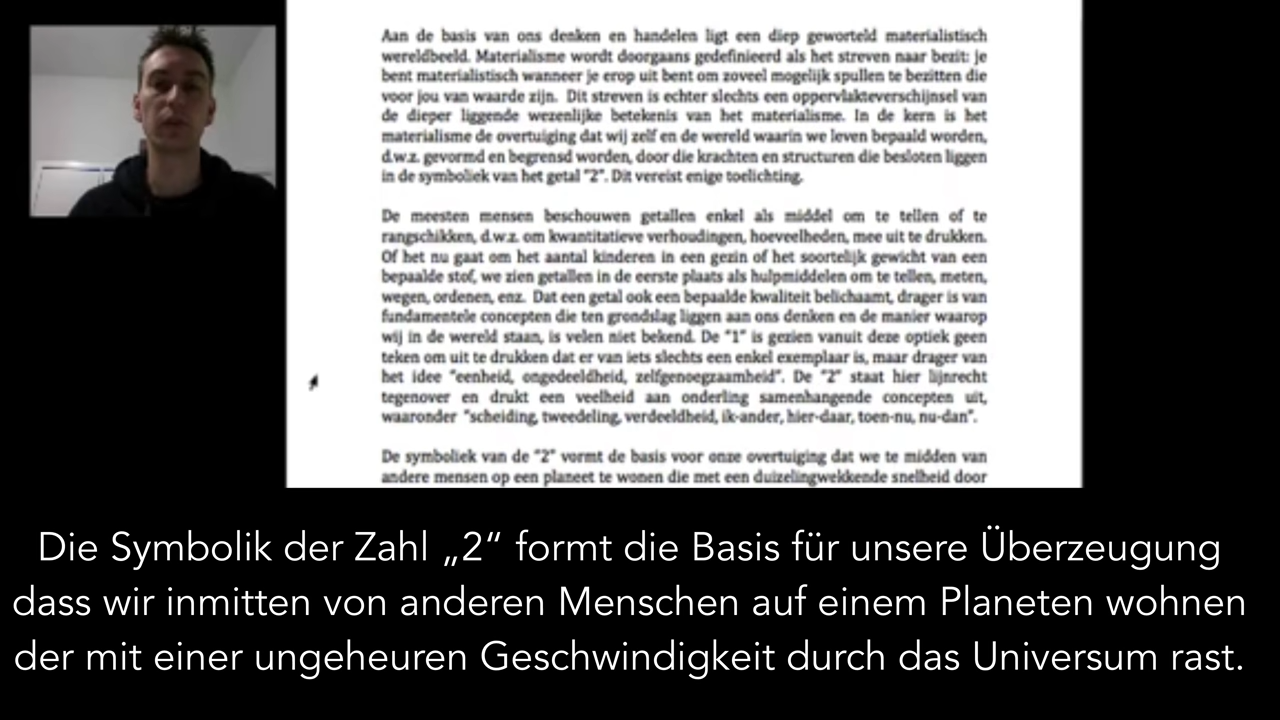 Aan de basis van ons denken en handelen ligt een diep geworteld materialistisch
wereldbeeld. Materialisme wordt doorgaans gedefinieerd als het streven naar bezit: je
bent materialistisch wanneer je erop uit bent om zoveel mogelijk spullen te bezitten die
voor jou van waarde zijn. Dit streven is echter slechts een oppervlakteverschijnsel van
de dieper liggende wezenlijke betekenis van het materialisme. In de kern is het
materialisme de overtuiging dat wij zelf en de wereld waarin we leven bepaald worden,
d.w.z. gevormd en begrensd worden, door die krachten en structuren die besloten liggen
in de symboliek van het getal "2". Dit vereist enige toelichting.
De meesten mensen beschouwen getallen enkel als middel om te tellen of te
rangschikken, d.w.z. om kwantitatieve verhoudingen, hoeveelheden, mee uit te drukken.
Of het nu gaat om het aantal kinderen in een gezin of het soortelijk gewicht van een
bepaalde stof, we zien getallen in de eerste plaats als hulpmiddelen om te tellen, meten,
wegen, ordenen, enz. Dat een getal ook een bepaalde kwaliteit belichaamt, drager is van
fundamentele concepten die ten grondslag liggen aan ons denken en de manier waarop
wij in de wereld staan, is velen niet bekend. De "1" is gezien vanuit deze optiek geen
teken om uit te drukken dat er van iets slechts een enkel exemplaar is, maar drager van
het idee "eenheid, ongedeeldheid, zelfgenoegzaamheid". De "2" staat hier lijnrecht
tegenover en drukt een veelheid aan onderling samenhangende concepten uit,
waaronder "scheiding, tweedeling, verdeeldheid, ik-ander, hier-daar, toen-nu, nu-dan".
De symboliek van de "2" vormt de basis voor onze overtuiging dat we te midden van
andere mensen op een planeet te wonen die met een duizelingwekkende snelheid door
Die Symbolik der Zahl „2“ formt die Basis für unsere Überzeugung
dass wir inmitten von anderen Menschen auf einem Planeten wohnen
der mit einer ungeheuren Geschwindigkeit durch das Universum rast.